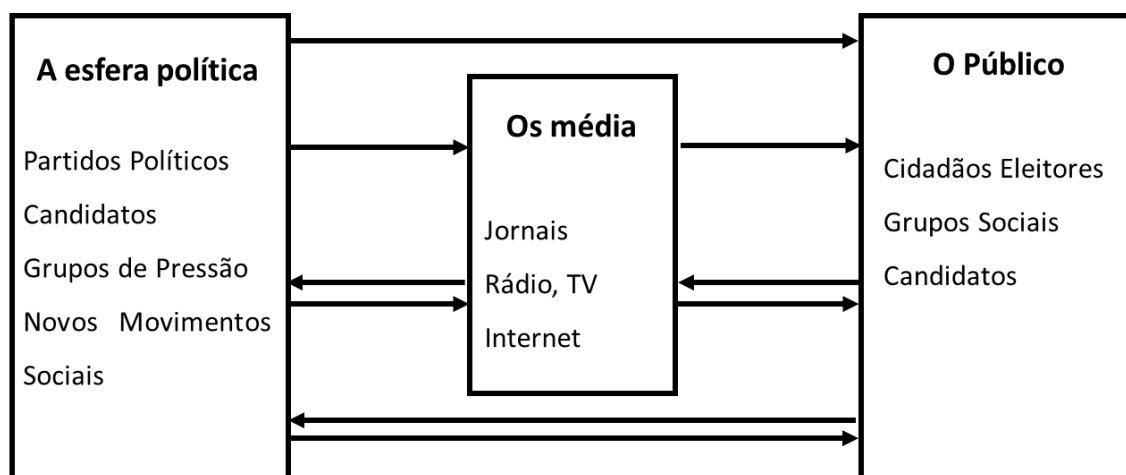 A esfera política
Partidos Políticos
Candidatos
Grupos de Pressão
Novos Movimentos
Sociais
Os média
Jornais
Rádio, TV
Internet
O Público
Cidadãos Eleitores
Grupos Sociais
Candidatos